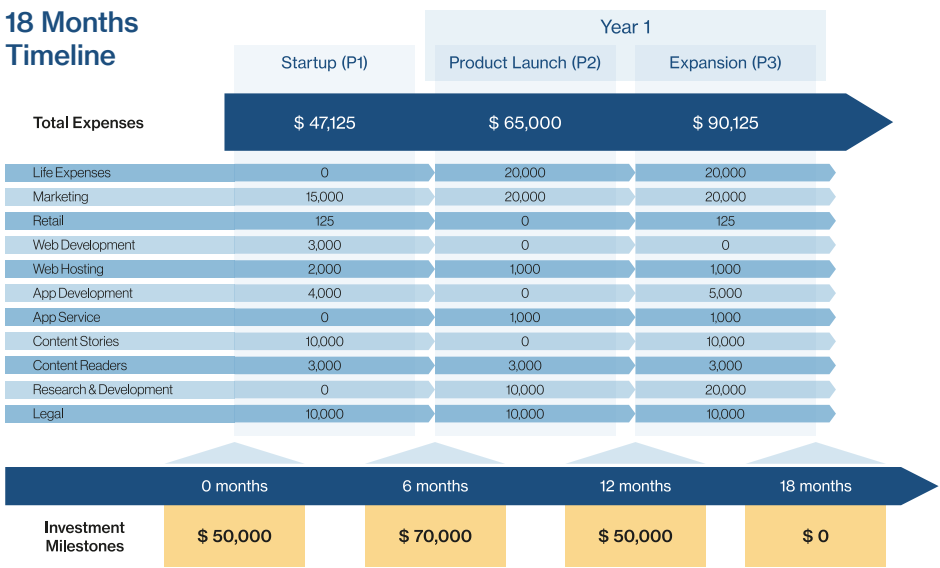 18 Months
Timeline
Year 1
Startup (P1) Product Launch (P2) Expansion (P3)
Total Expenses $ 47,125 $ 65,000 $ 90,125
Life Expenses 0 20,000 20,000
Marketing 15,000 20,000 20,000
Retail 125 0 125
Web Development 3,000 0 0
Web Hosting 2,000 1,000 1,000
App Development 4,000 0 5,000
App Service 0 1,000 1,000
Content Stories 10,000 0 10,000
Content Readers 3,000 3,000 3,000
Research & Development 0 10,000 20,000
Legal 10,000 10,000 10,000
0 months 6 months 12 months 18 months
Investment
Milestones
$ 50,000 $ 70,000 $ 50,000 $ 0